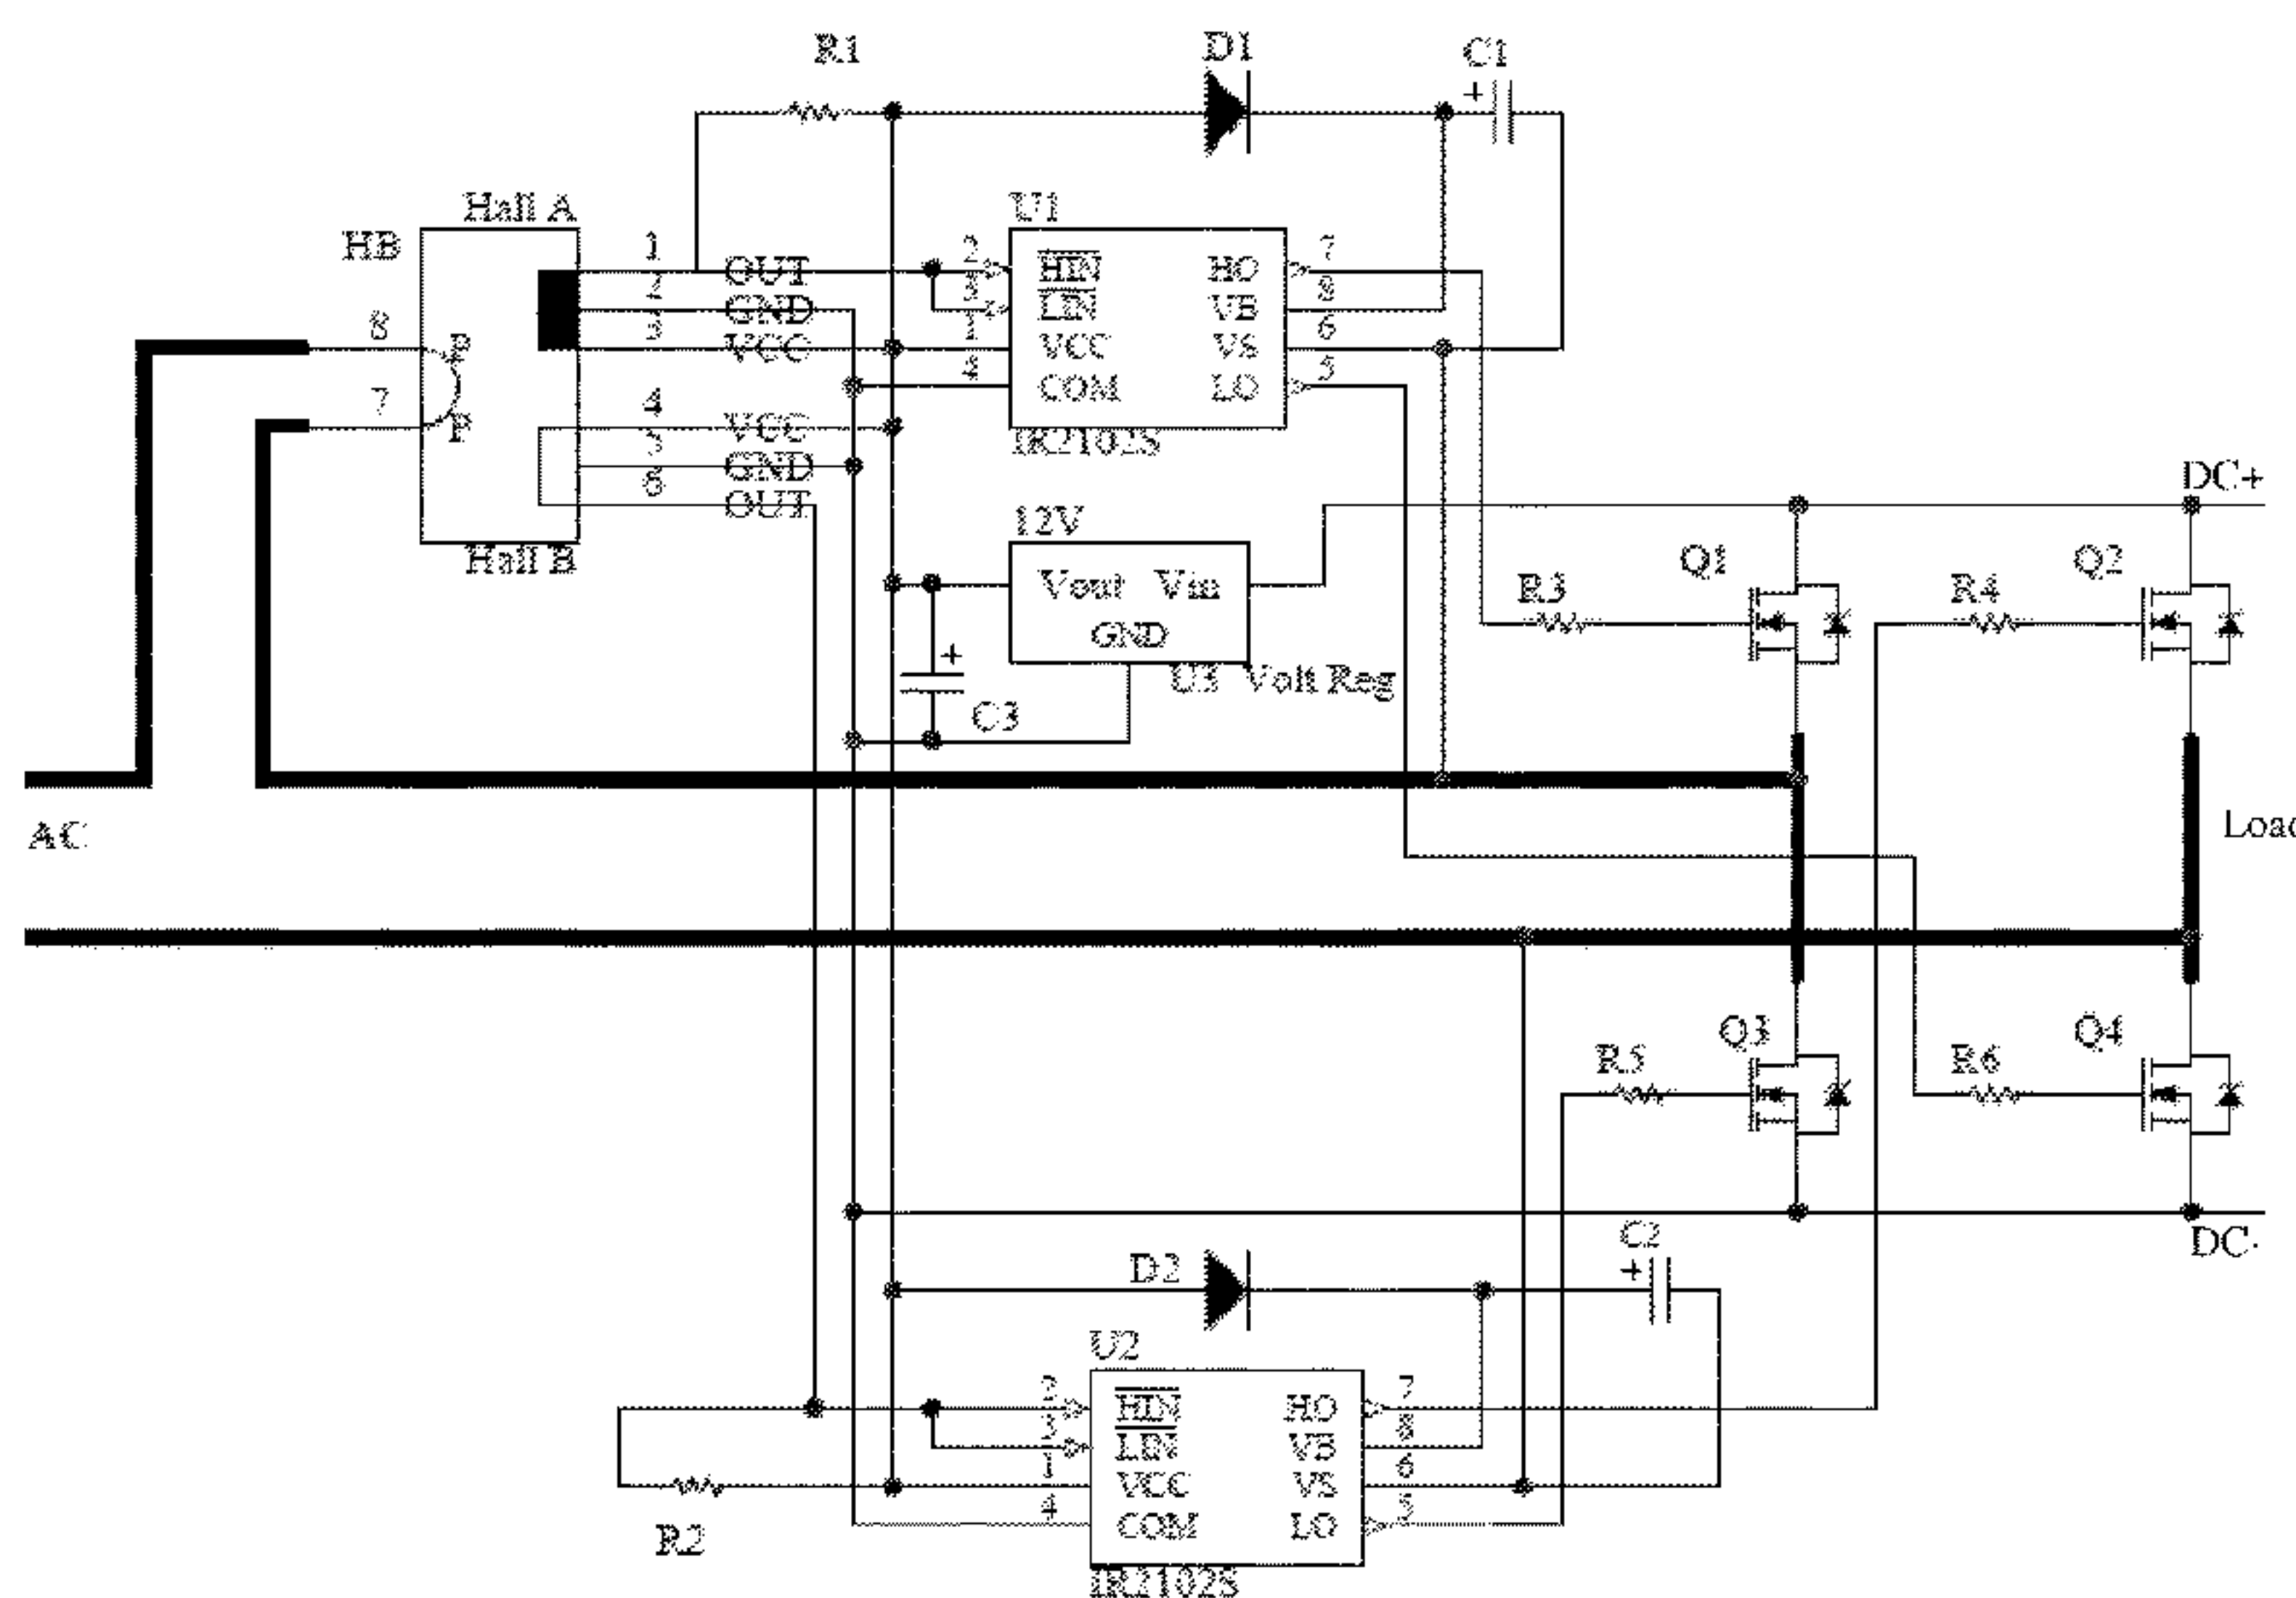 R1
D1
C1
+
Hall A
HB
U1
1
OUT
2
HIN
HO
7
2
GND
3
LIN
VB
8
8
P
3
VCC
1
VCC
VS
6
7
P
4
COM
LO
5
4
VCC
IR2102S
5
GND
6
OUT
Hall B
DC+
12V
Vout Vin
GND
U3 Volt Reg
+
C3
R3
Q1
R4
Q2
AC
Load
R5
Q3
R6
Q4
DC-
D2
C2
+
U2
2
HIN
HO
7
3
LIN
VB
8
1
VCC
VS
6
4
COM
LO
5
R2
IR2102S